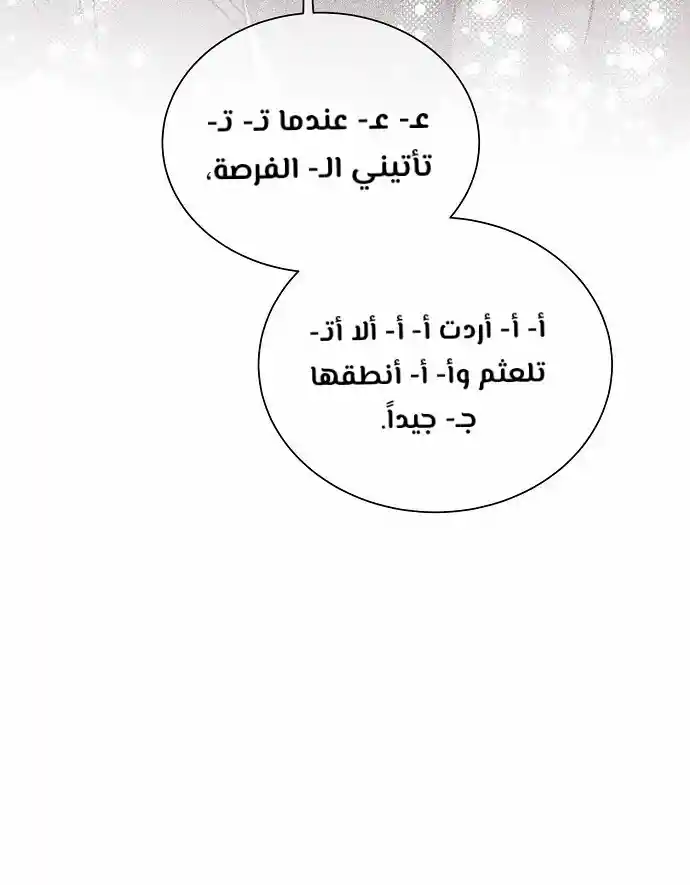 عـ- عـ- عندما تـ- تـ-
تأتيني الـ- الفرصة،
أ- أ- أردت أ- أ- ألا أتـ-
تلعثم وأ- أ- أنطقها
جـ- جيداً.